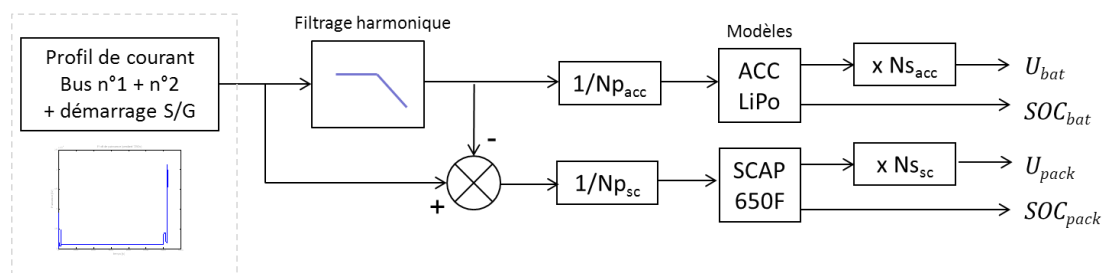 Profil de courant
Bus n°1 + n°2
+ démarrage S/G
Filtrage harmonique
1/Np_acc
Modèles
ACC
LiPo
x Ns_acc
U_bat
SOC_bat
-
+
1/Np_sc
SCAP
650F
x Ns_sc
U_pack
SOC_pack